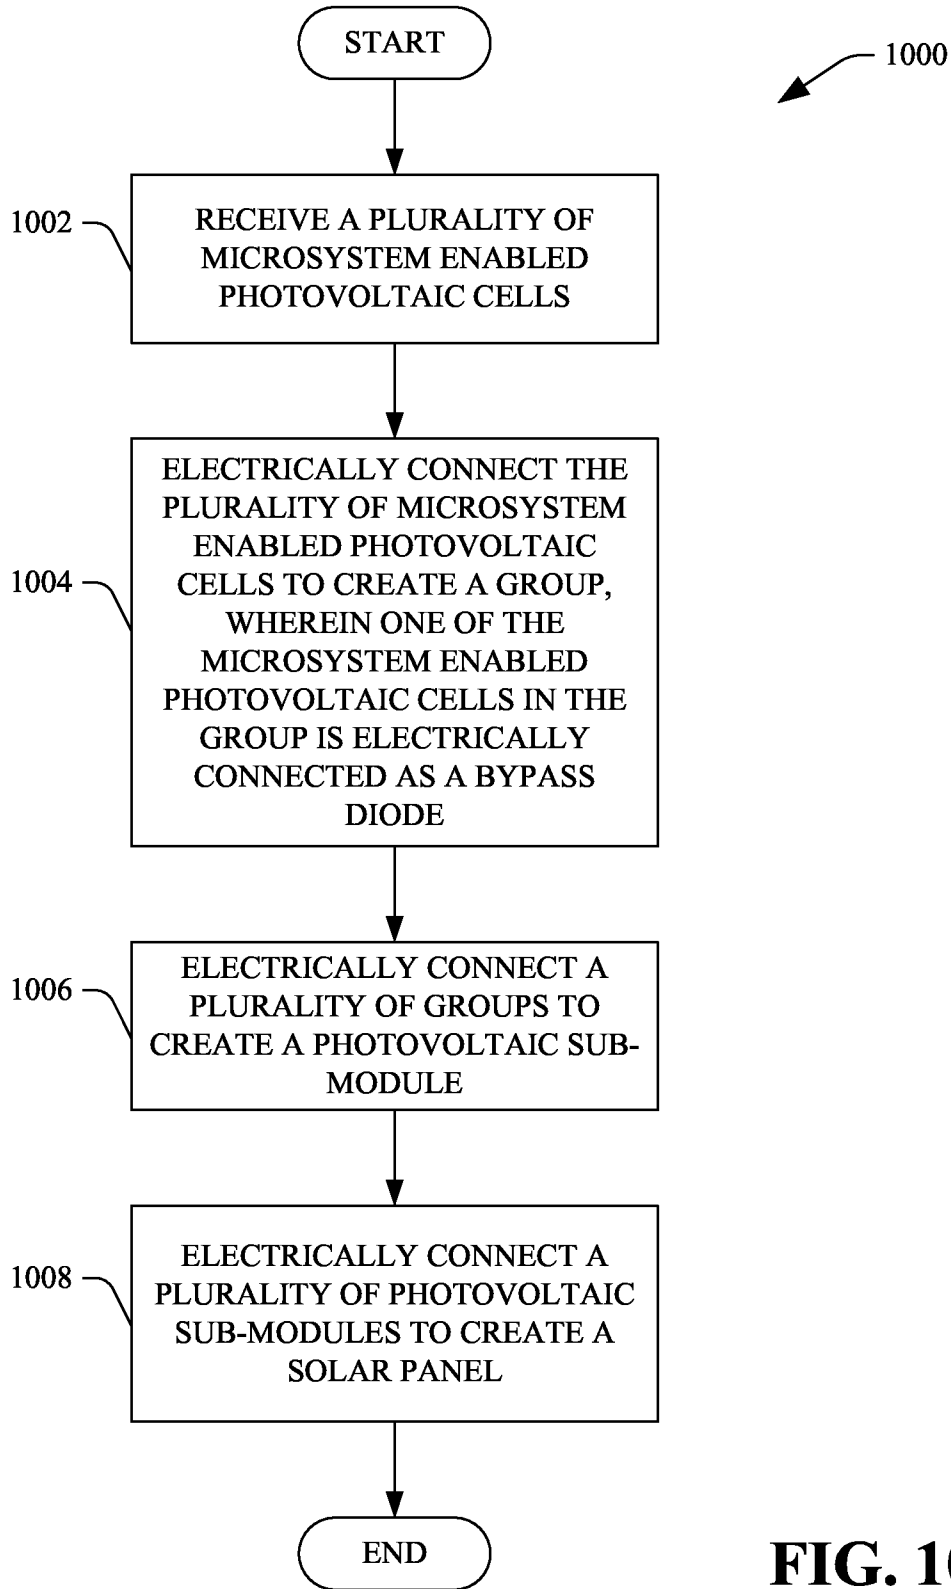 START
1000
1002
RECEIVE A PLURALITY OF
MICROSYSTEM ENABLED
PHOTOVOLTAIC CELLS
1004
ELECTRICALLY CONNECT THE
PLURALITY OF MICROSYSTEM
ENABLED PHOTOVOLTAIC
CELLS TO CREATE A GROUP,
WHEREIN ONE OF THE
MICROSYSTEM ENABLED
PHOTOVOLTAIC CELLS IN THE
GROUP IS ELECTRICALLY
CONNECTED AS A BYPASS
DIODE
1006
ELECTRICALLY CONNECT A
PLURALITY OF GROUPS TO
CREATE A PHOTOVOLTAIC SUB-
MODULE
1008
ELECTRICALLY CONNECT A
PLURALITY OF PHOTOVOLTAIC
SUB-MODULES TO CREATE A
SOLAR PANEL
END
FIG.